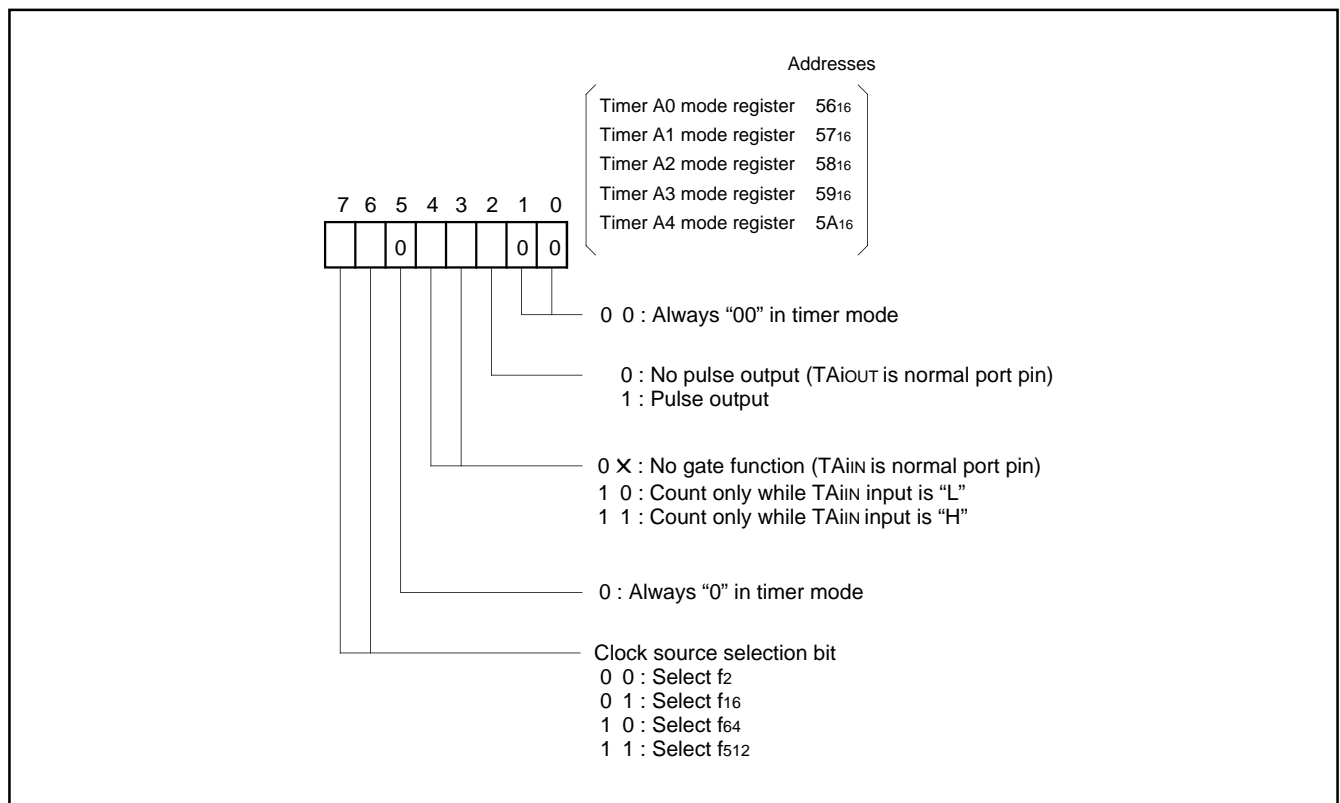 Addresses
Timer A0 mode register 5616
Timer A1 mode register 5716
Timer A2 mode register 5816
Timer A3 mode register 5916
Timer A4 mode register 5A16
7 6 5 4 3 2 1 0
0 0 0
0 0 : Always “00” in timer mode
0 : No pulse output (TAiOUT is normal port pin)
1 : Pulse output
0 × : No gate function (TAiIN is normal port pin)
1 0 : Count only while TAiIN input is “L”
1 1 : Count only while TAiIN input is “H”
0 : Always “0” in timer mode
Clock source selection bit
0 0 : Select f2
0 1 : Select f16
1 0 : Select f64
1 1 : Select f512